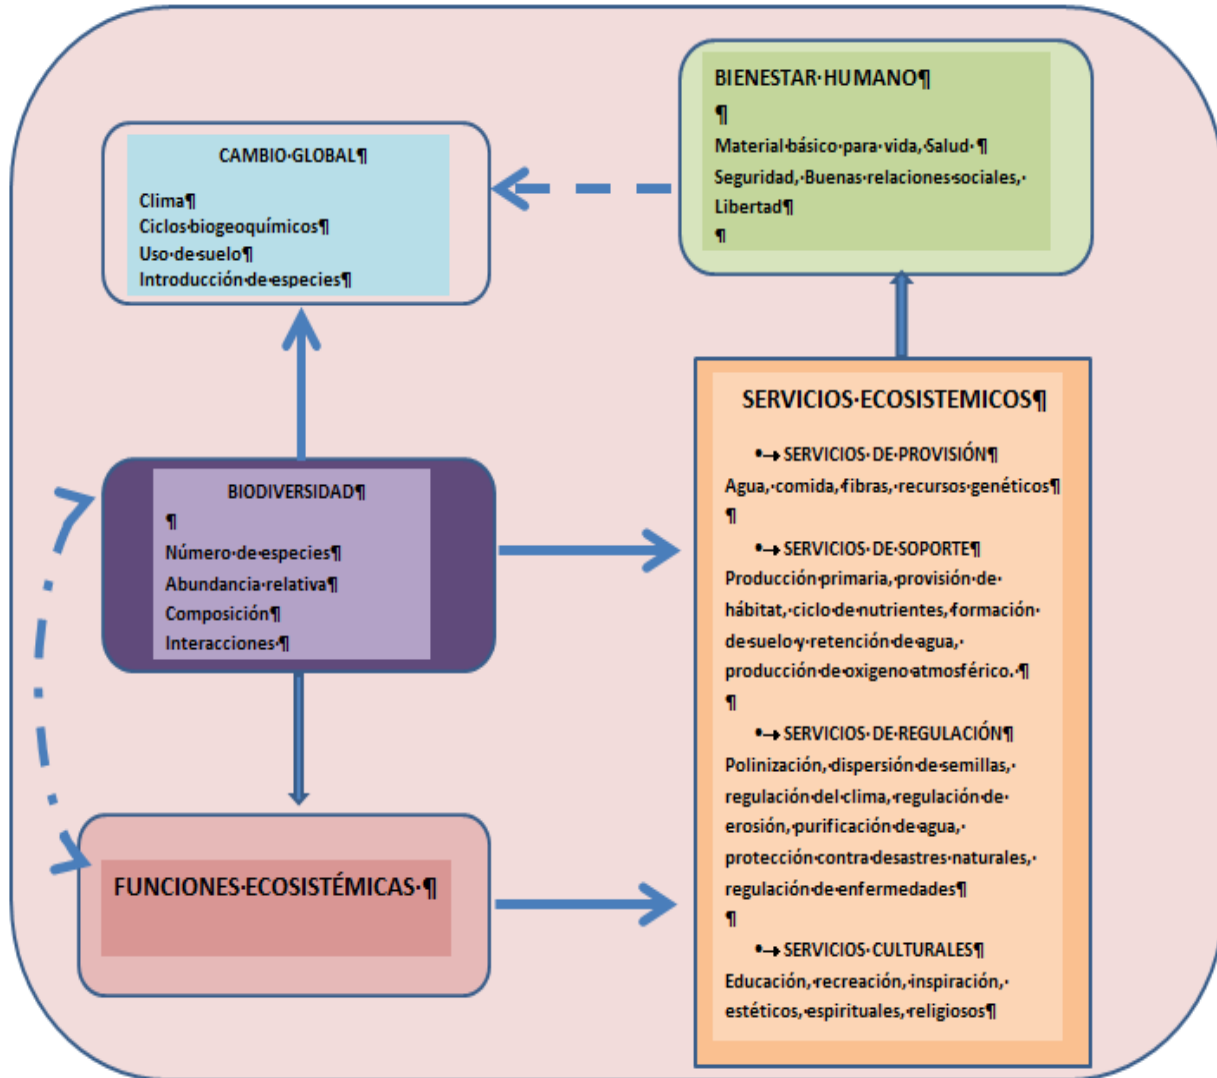 BIENESTAR·HUMANO¶
¶
Material·básico·para·vida,·Salud·¶
Seguridad,·Buenas·relaciones·sociales,·
Libertad¶
¶
CAMBIO·GLOBAL¶
Clima¶
Ciclos·biogeoquímicos¶
Uso·de·suelo¶
Introducción·de·especies¶
BIODIVERSIDAD¶
¶
Número·de·especies¶
Abundancia·relativa¶
Composición¶
Interacciones·¶
FUNCIONES·ECOSISTÉMICAS·¶
SERVICIOS·ECOSISTEMICOS¶
•→SERVICIOS·DE·PROVISIÓN¶
Agua,·comida,·fibras,·recursos·genéticos¶
¶
•→SERVICIOS·DE·SOPORTE¶
Producción·primaria,·provisión·de·
hábitat,·ciclo·de·nutrientes,·formación·
de·suelo·y·retención·de·agua,·
producción·de·oxigeno·atmosférico.·¶
¶
•→SERVICIOS·DE·REGULACIÓN¶
Polinización,·dispersión·de·semillas,·
regulación·del·clima,·regulación·de·
erosión,·purificación·de·agua,·
protección·contra·desastres·naturales,·
regulación·de·enfermedades¶
¶
•→SERVICIOS·CULTURALES¶
Educación,·recreación,·inspiración,·
estéticos,·espirituales,·religiosos¶